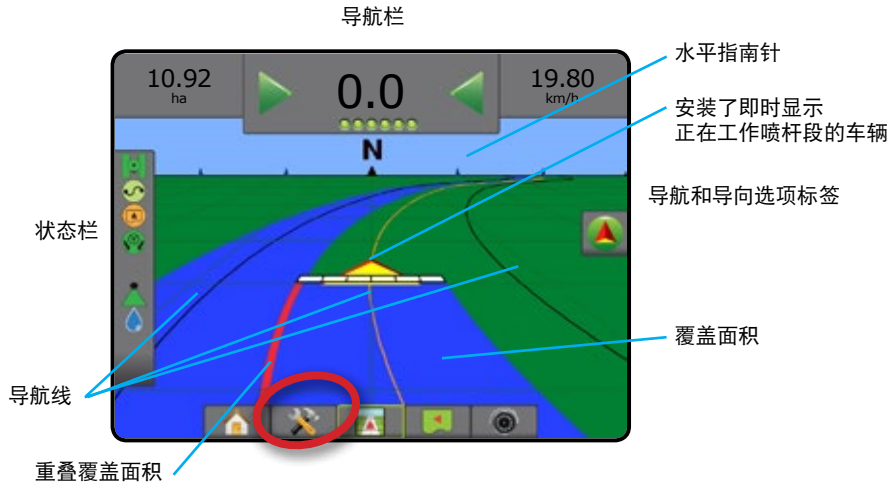 导航栏
10.92
ha
0.0
19.80
km/h
N
水平指南针
安装了即时显示
正在工作喷杆段的车辆
导航和导向选项标签
状态栏
覆盖面积
导航线
重叠覆盖面积